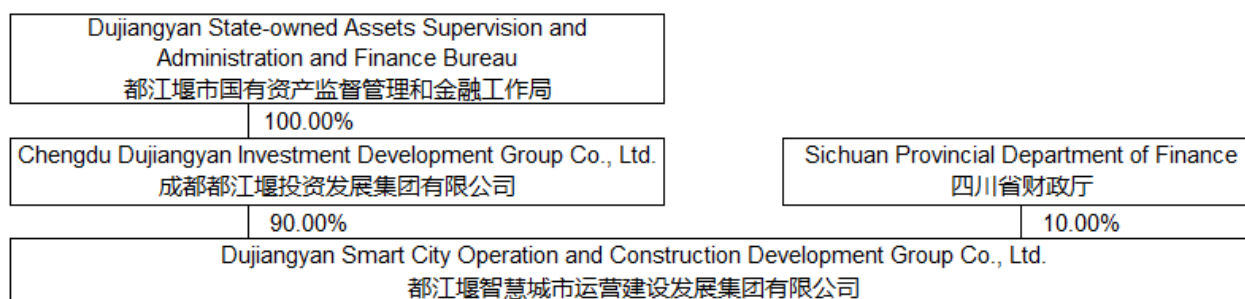 Dujiangyan State-owned Assets Supervision and
Administration and Finance Bureau
都江堰市国有资产监督管理和金融工作局
100.00%
Chengdu Dujiangyan Investment Development Group Co., Ltd.
成都都江堰投资发展集团有限公司
Sichuan Provincial Department of Finance
四川省财政厅
90.00%
10.00%
Dujiangyan Smart City Operation and Construction Development Group Co., Ltd.
都江堰智慧城市运营建设发展集团有限公司